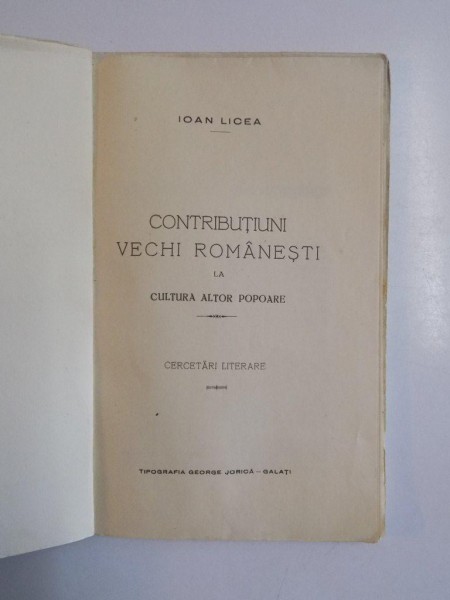 IOAN LICEA
CONTRIBUȚIUNI
VECHI ROMÂNEȘTI
LA
CULTURA ALTOR POPOARE
CERCETĂRI LITERARE
TIPOGRAFIA GEORGE JORICĂ — GALAȚI